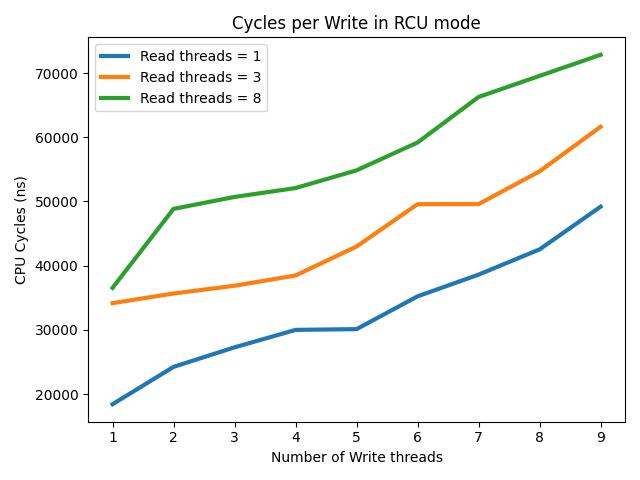 Cycles per Write in RCU mode
Read threads = 1
Read threads = 3
Read threads = 8
CPU Cycles (ns)
70000
60000
50000
40000
30000
20000
1 2 3 4 5 6 7 8 9
Number of Write threads